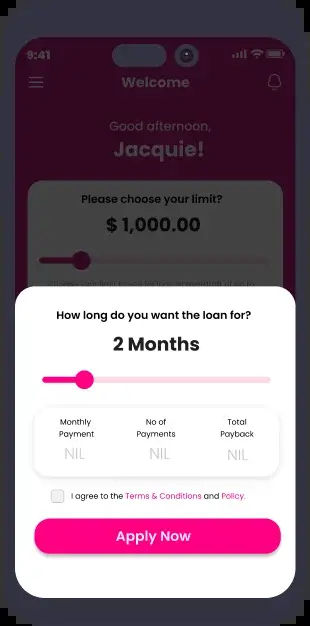 9:41
Welcome
Good afternoon,
Jacquie!
Please choose your limit?
$ 1,000.00
How long do you want the loan for?
2 Months
Monthly Payment
No of Payments
Total Payback
NIL
NIL
NIL
I agree to the Terms & Conditions and Policy.
Apply Now